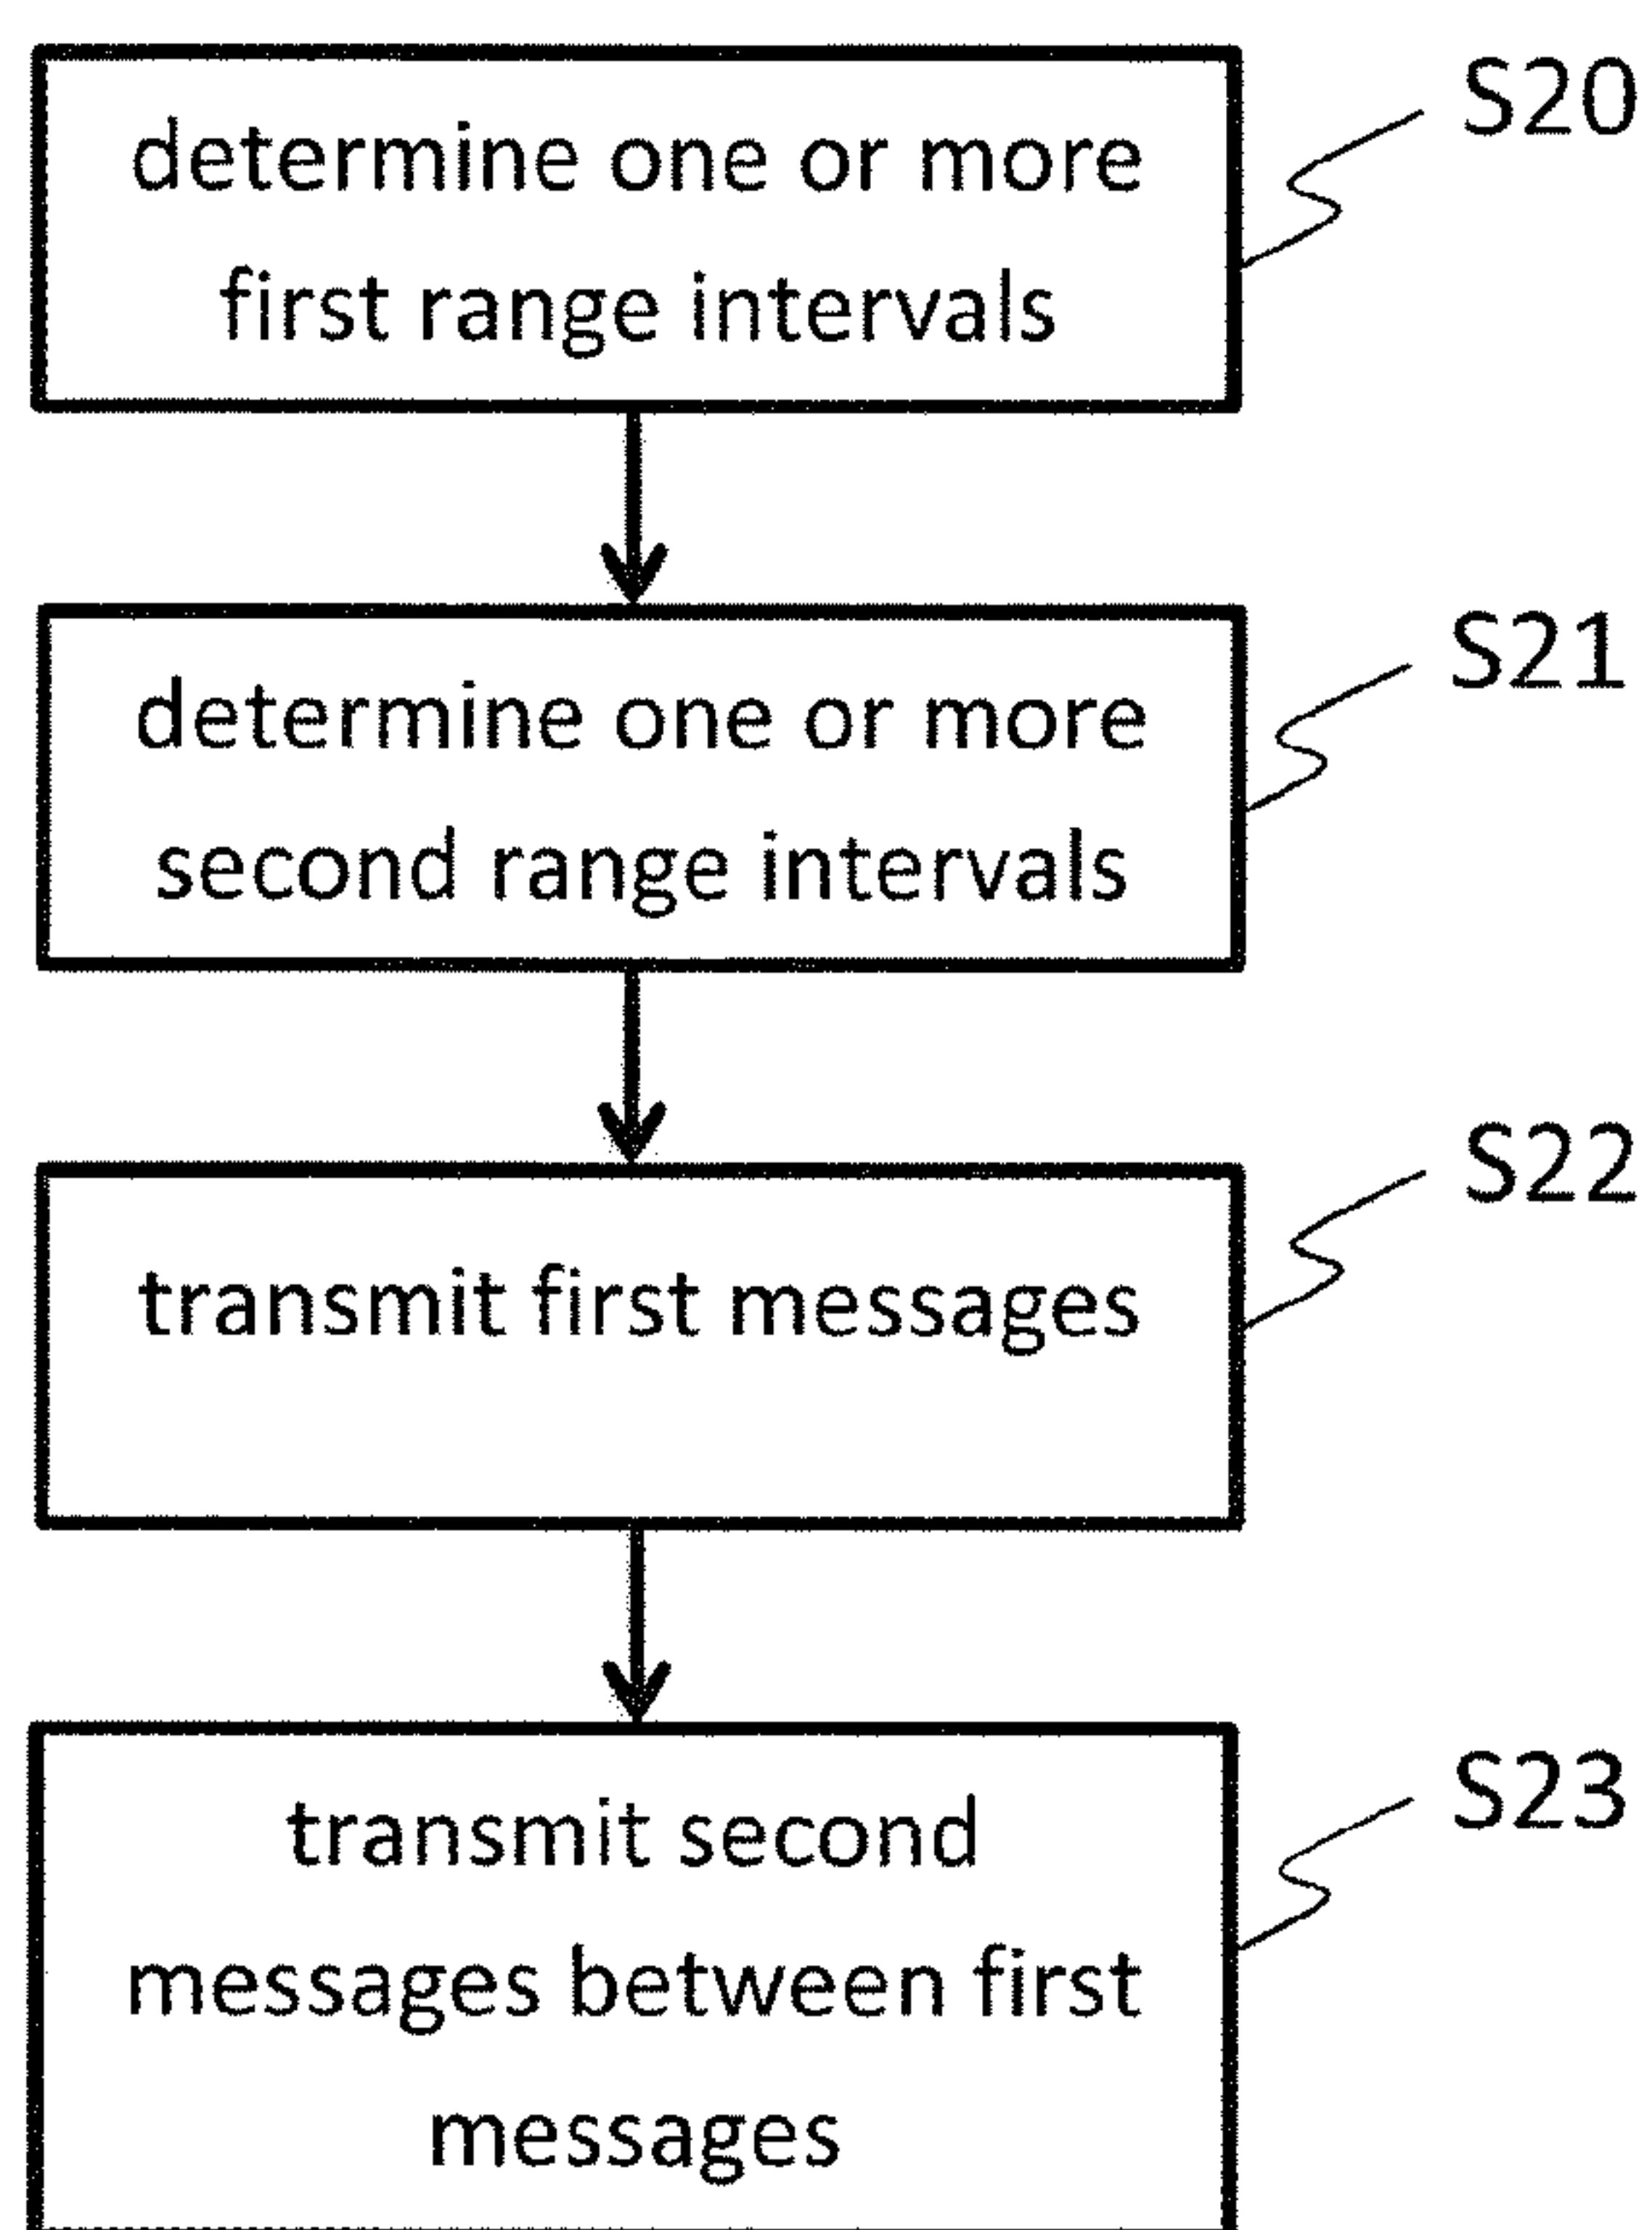 S20
determine one or more
first range intervals
S21
determine one or more
second range intervals
S22
transmit first messages
S23
transmit second
messages between first
messages